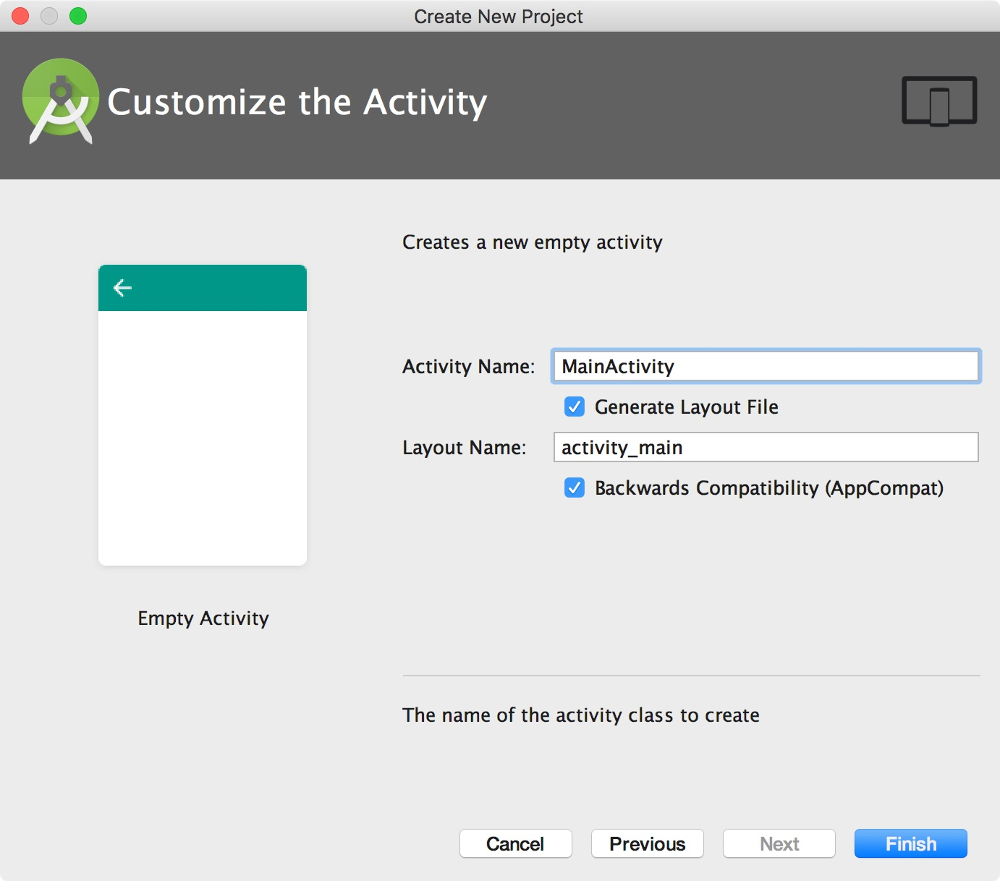 Create New Project
Customize the Activity
Creates a new empty activity
Activity Name: MainActivity
Generate Layout File
Layout Name: activity_main
Backwards Compatibility (AppCompat)
Empty Activity
The name of the activity class to create
Cancel Previous Next Finish